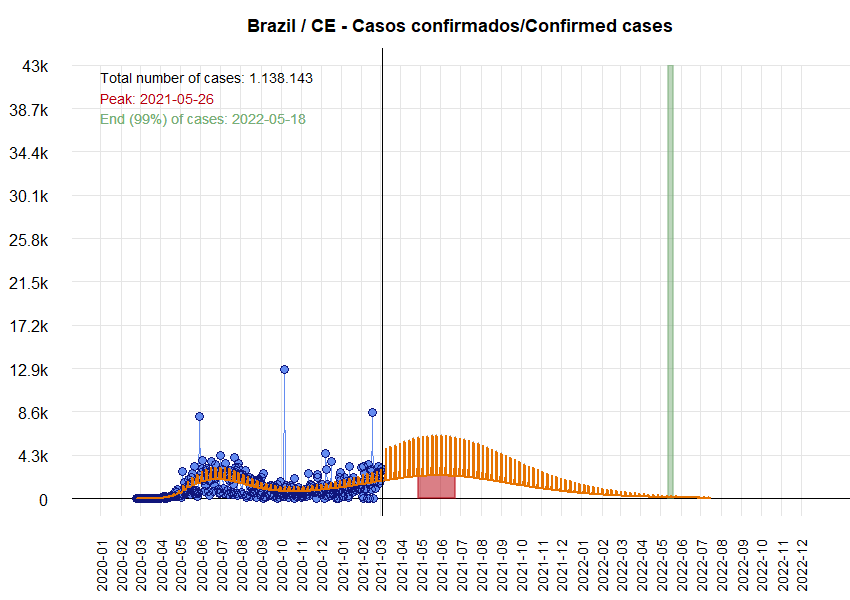 Brazil / CE - Casos confirmados/Confirmed cases
43k
Total number of cases: 1.138.143
Peak: 2021-05-26
End (99%) of cases: 2022-05-18
38.7k
34.4k
30.1k
25.8k
21.5k
17.2k
12.9k
8.6k
4.3k
0
2020-01
2020-02
2020-03
2020-04
2020-05
2020-06
2020-07
2020-08
2020-09
2020-10
2020-11
2020-12
2021-01
2021-02
2021-03
2021-04
2021-05
2021-06
2021-07
2021-08
2021-09
2021-10
2021-11
2021-12
2022-01
2022-02
2022-03
2022-04
2022-05
2022-06
2022-07
2022-08
2022-09
2022-10
2022-11
2022-12